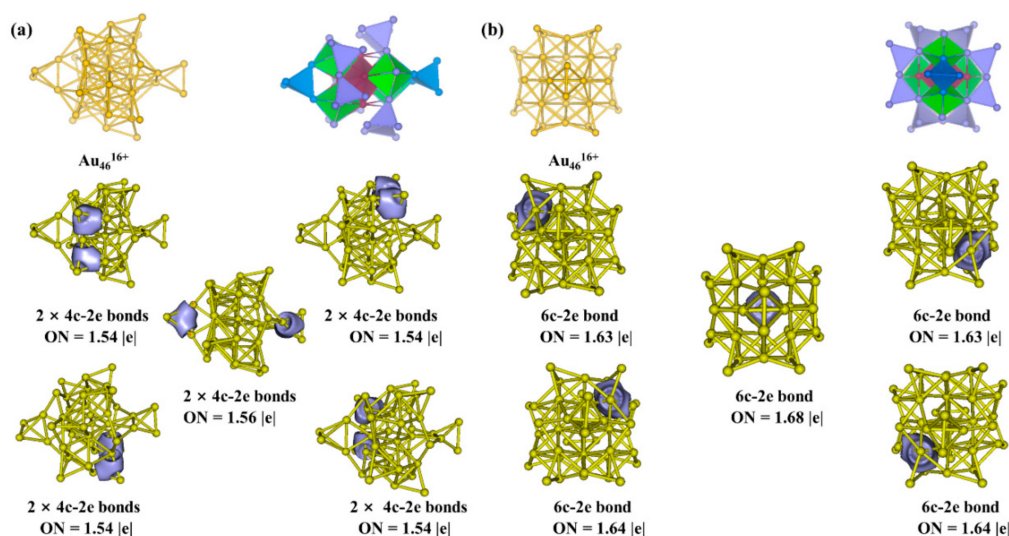 (a)
(b)
Au46^16+
Au46^16+
2 × 4c-2e bonds
ON = 1.54 |e|
2 × 4c-2e bonds
ON = 1.54 |e|
6c-2e bond
ON = 1.63 |e|
6c-2e bond
ON = 1.63 |e|
2 × 4c-2e bonds
ON = 1.56 |e|
6c-2e bond
ON = 1.68 |e|
2 × 4c-2e bonds
ON = 1.54 |e|
2 × 4c-2e bonds
ON = 1.54 |e|
6c-2e bond
ON = 1.64 |e|
6c-2e bond
ON = 1.64 |e|